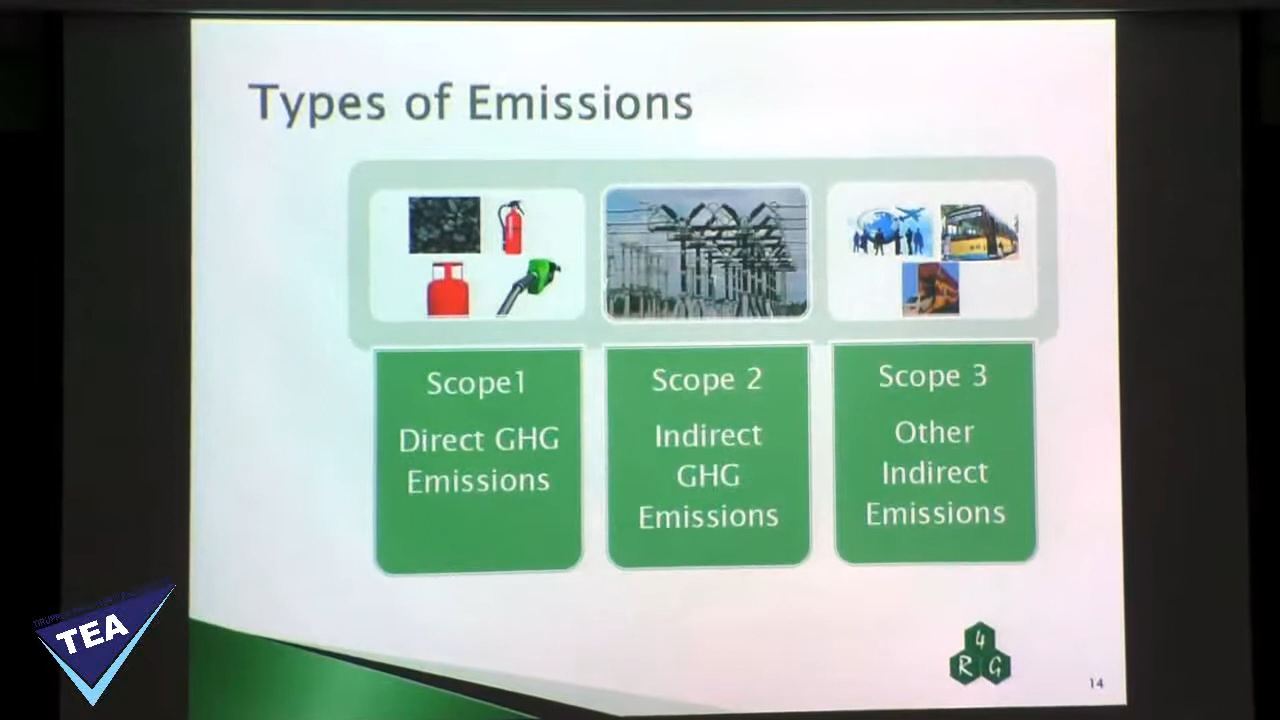 Types of Emissions
Scope1
Direct GHG
Emissions
Scope 2
Indirect
GHG
Emissions
Scope 3
Other
Indirect
Emissions
4
R G
14
TEA